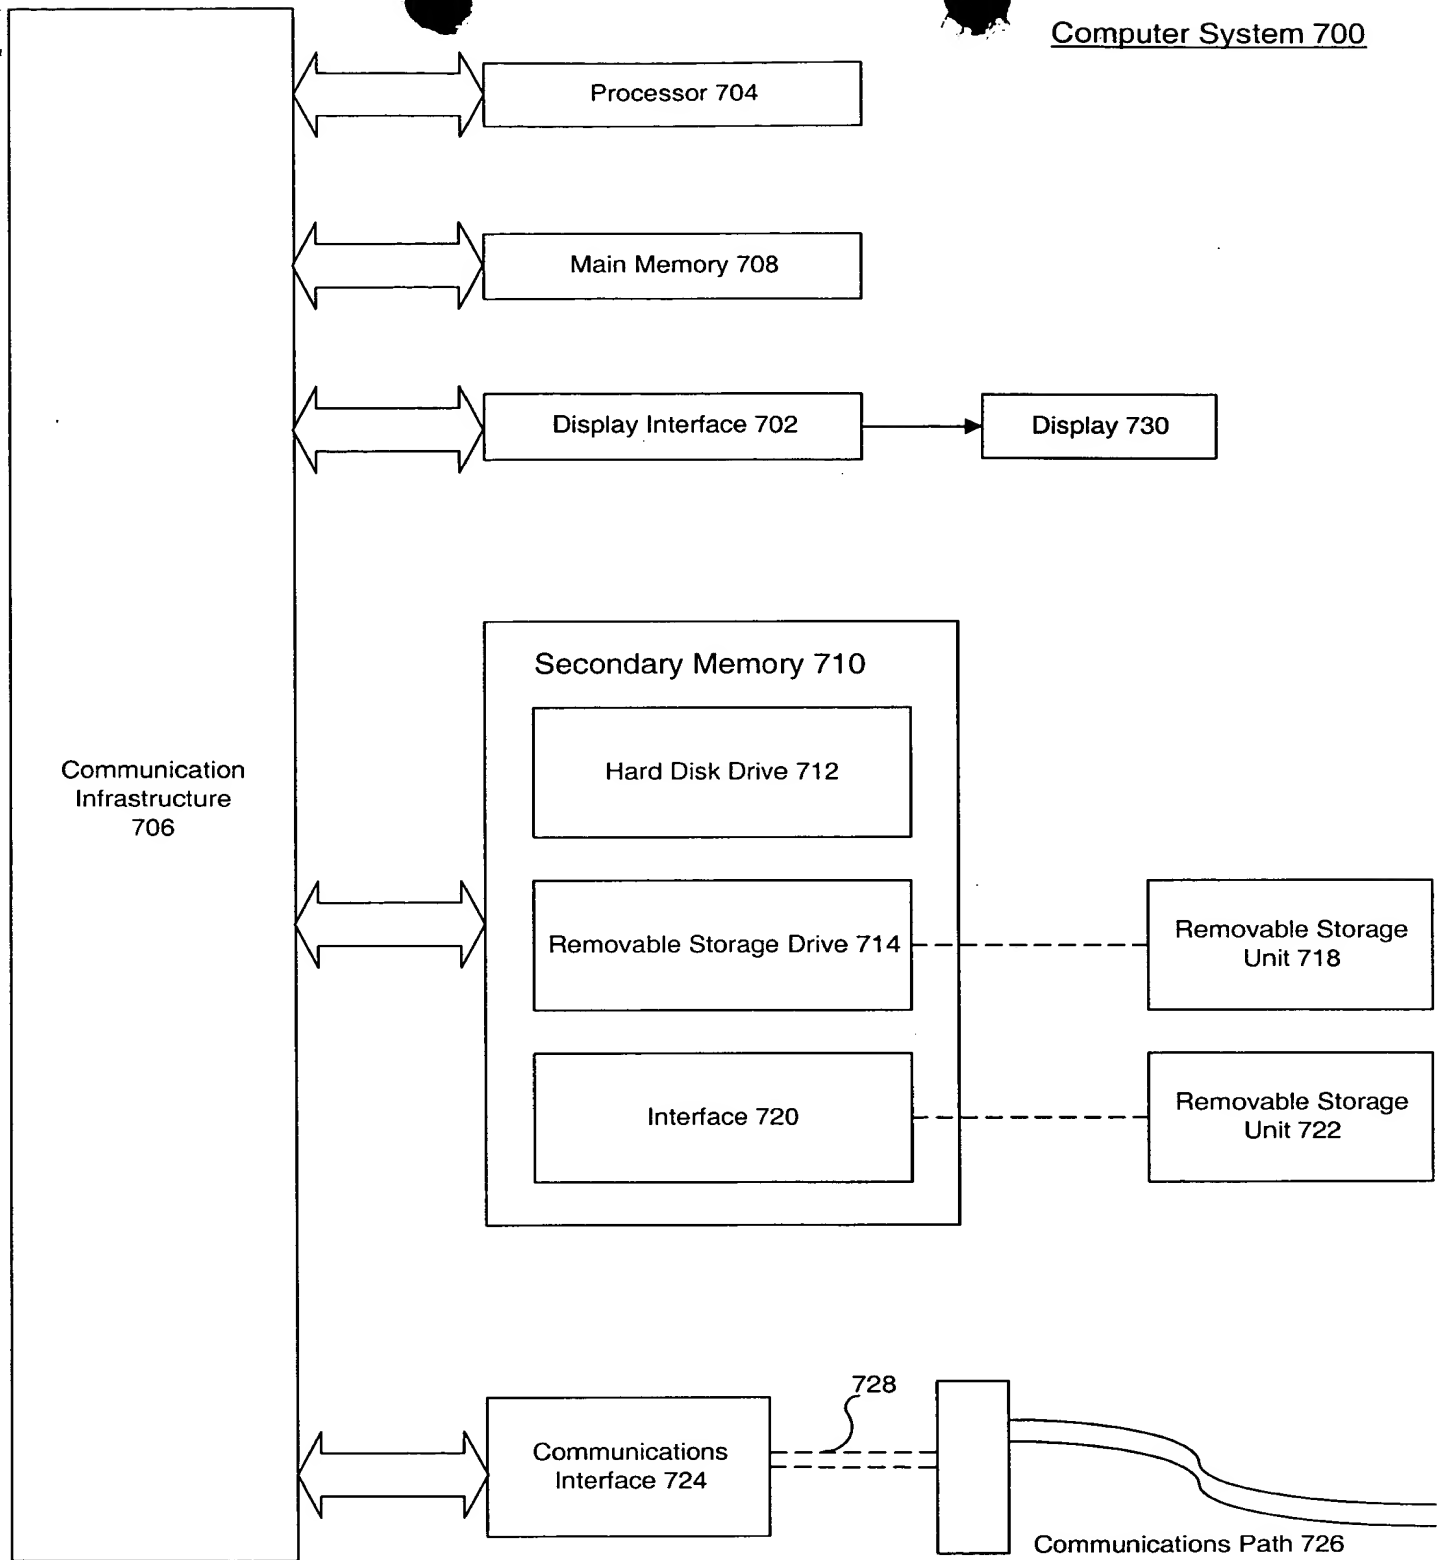 Computer System 700
Processor 704
Main Memory 708
Display Interface 702
Display 730
Secondary Memory 710
Hard Disk Drive 712
Communication
Infrastructure
706
Removable Storage Drive 714
Removable Storage
Unit 718
Interface 720
Removable Storage
Unit 722
728
Communications
Interface 724
Communications Path 726